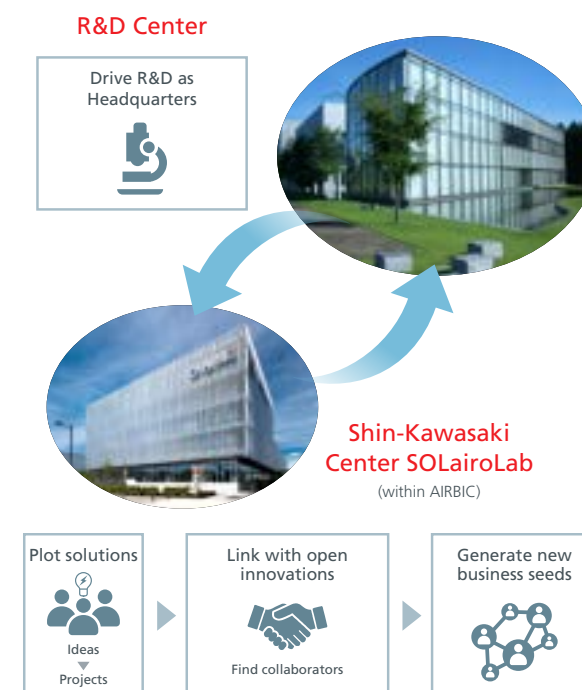 R&D Center
Drive R&D as
Headquarters
Shin-Kawasaki
Center SOLairoLab
(within AIRBIC)
Plot solutions
Ideas
Projects
Link with open
innovations
Find collaborators
Generate new
business seeds